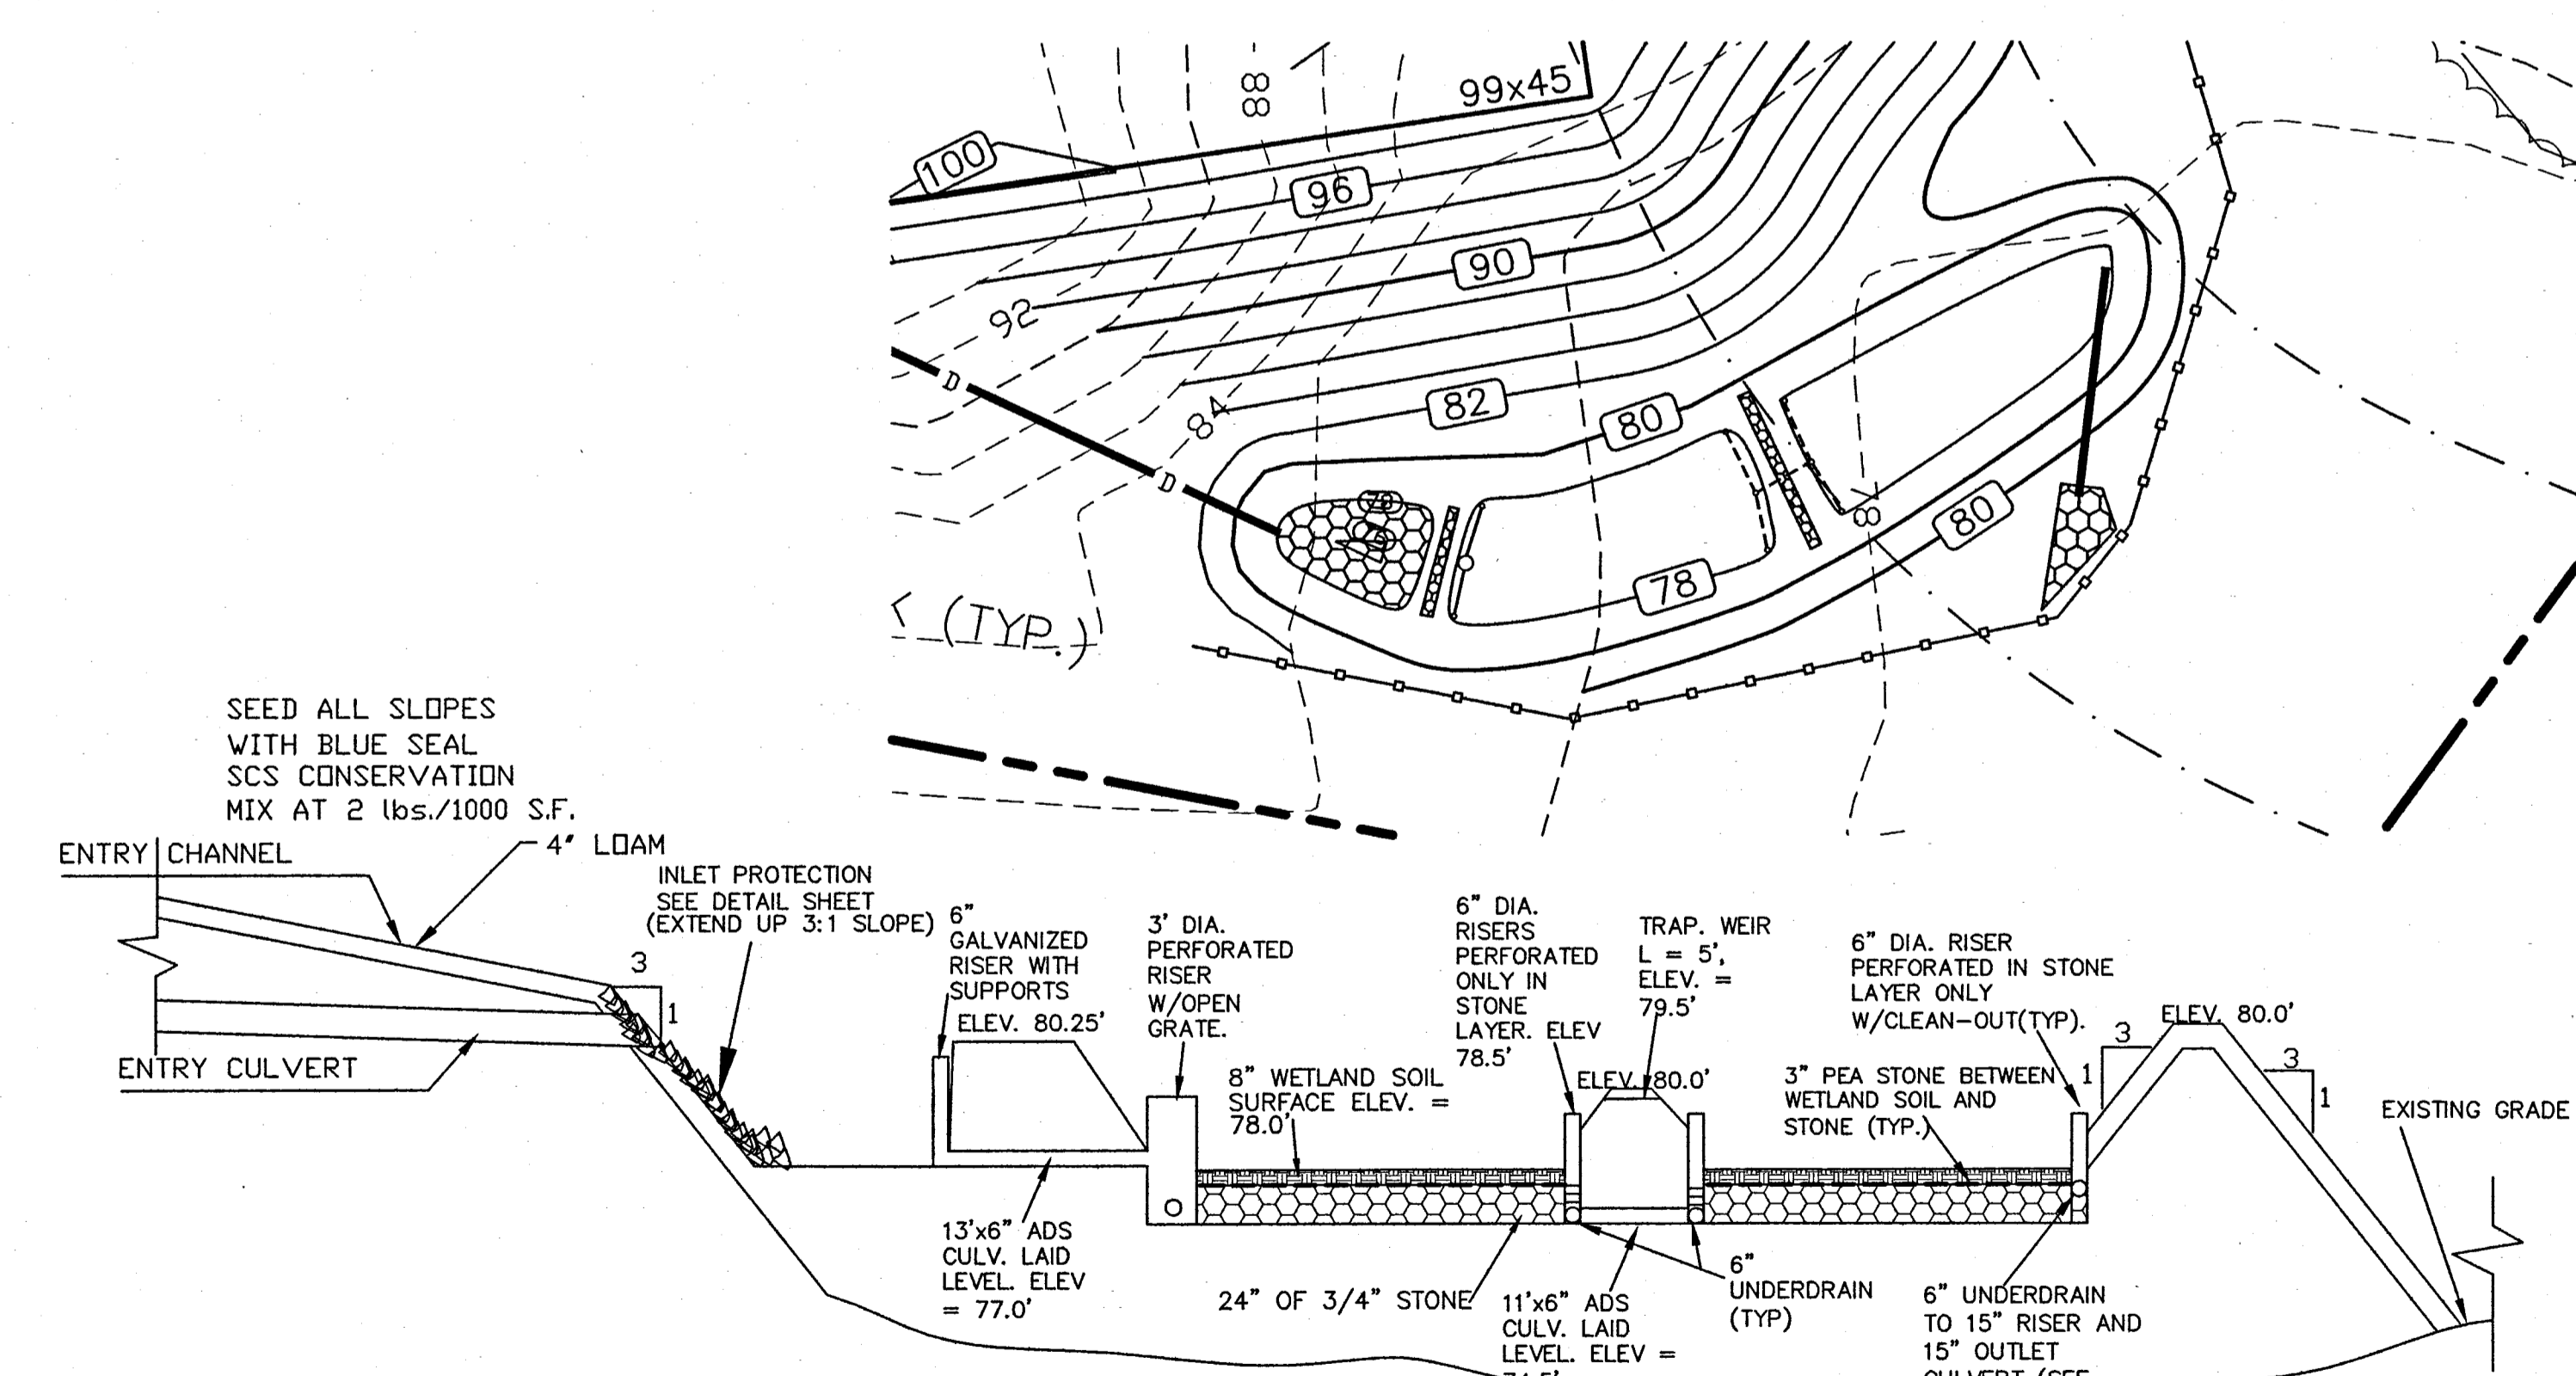 99x45
88
100
96
90
92
84
82
80
D
D
78
80
78
(TYP.)
SEED ALL SLOPES
WITH BLUE SEAL
SCS CONSERVATION
MIX AT 2 lbs./1000 S.F.
4" LOAM
ENTRY CHANNEL
INLET PROTECTION
SEE DETAIL SHEET
(EXTEND UP 3:1 SLOPE)
3
1
ENTRY CULVERT
6"
GALVANIZED
RISER WITH
SUPPORTS
ELEV. 80.25'
3' DIA.
PERFORATED
RISER
W/OPEN
GRATE.
13'x6" ADS
CULV. LAID
LEVEL. ELEV
= 77.0'
8" WETLAND SOIL
SURFACE ELEV. =
78.0'
6" DIA.
RISERS
PERFORATED
ONLY IN
STONE
LAYER. ELEV
78.5'
TRAP. WEIR
L = 5',
ELEV. =
79.5'
ELEV. 80.0'
6" DIA. RISER
PERFORATED IN STONE
LAYER ONLY
W/CLEAN-OUT(TYP).
3" PEA STONE BETWEEN
WETLAND SOIL AND
STONE (TYP.)
3
1
ELEV. 80.0'
3
1
EXISTING GRADE
24" OF 3/4" STONE
11'x6" ADS
CULV. LAID
LEVEL. ELEV =
6"
UNDERDRAIN
(TYP)
6" UNDERDRAIN
TO 15" RISER AND
15" OUTLET
CULVERT (SEE